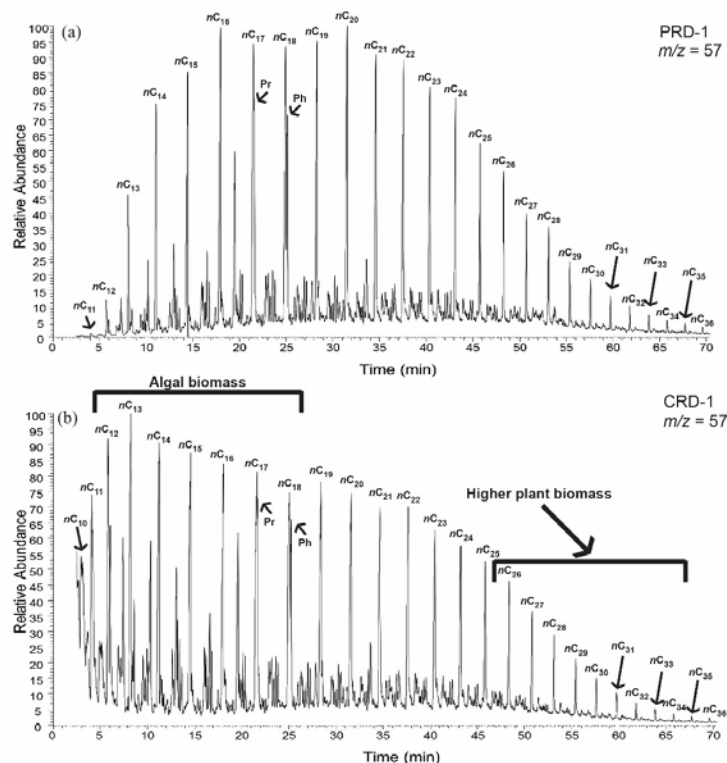 (a)
PRD-1
m/z = 57
Relative Abundance
100
95
90
85
80
75
70
65
60
55
50
45
40
35
30
25
20
15
10
5
0
nC11
nC12
nC13
nC14
nC15
nC16
nC17
Pr
nC18
Ph
nC19
nC20
nC21
nC22
nC23
nC24
nC25
nC26
nC27
nC28
nC29
nC30
nC31
nC32
nC33
nC34
nC35
nC36
0 5 10 15 20 25 30 35 40 45 50 55 60 65 70
Time (min)
Algal biomass
(b)
CRD-1
m/z = 57
Higher plant biomass
Relative Abundance
100
95
90
85
80
75
70
65
60
55
50
45
40
35
30
25
20
15
10
5
0
nC10
nC11
nC12
nC13
nC14
nC15
nC16
nC17
Pr
nC18
Ph
nC19
nC20
nC21
nC22
nC23
nC24
nC25
nC26
nC27
nC28
nC29
nC30
nC31
nC32
nC33
nC34
nC35
nC36
0 5 10 15 20 25 30 35 40 45 50 55 60 65 70
Time (min)